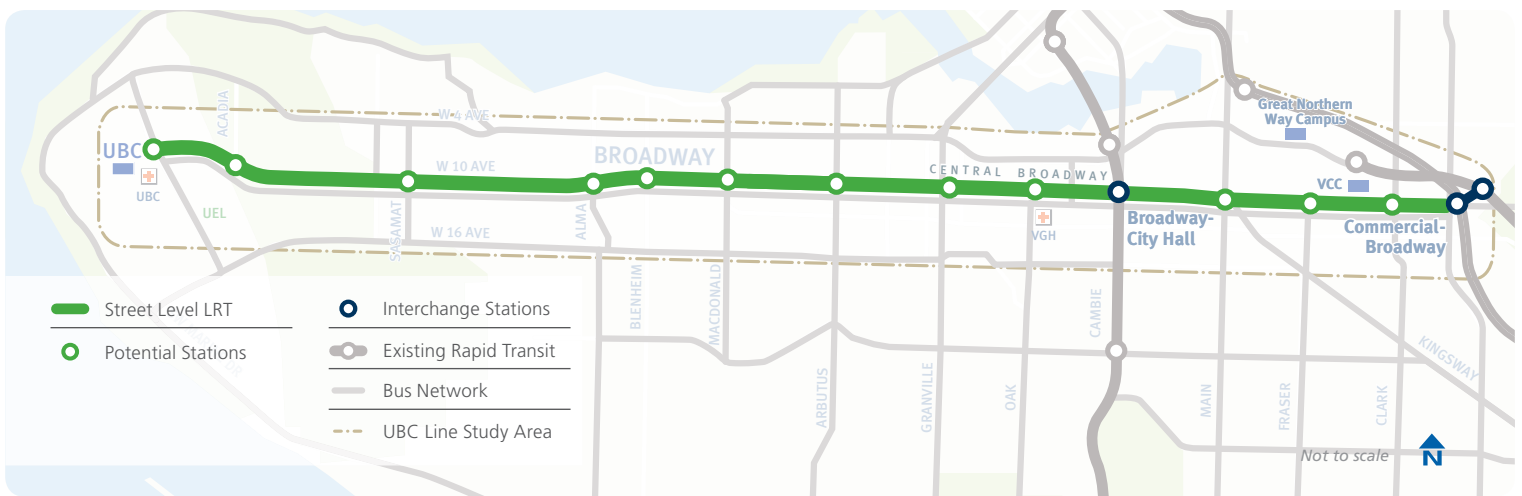 Great Northern
Way Campus
ACADIA
W 4 AVE
UBC
BROADWAY
W 10 AVE
CENTRAL BROADWAY
VCC
UBC
UEL
SASAMAT
ALMA
W 16 AVE
VGH
Broadway-
City Hall
Commercial-
Broadway
BLENHEIM
MACDONALD
ARBUTUS
GRANVILLE
OAK
CAMBIE
MAIN
FRASER
CLARK
KINGSWAY
Street Level LRT
Potential Stations
Interchange Stations
Existing Rapid Transit
Bus Network
UBC Line Study Area
Not to scale
N